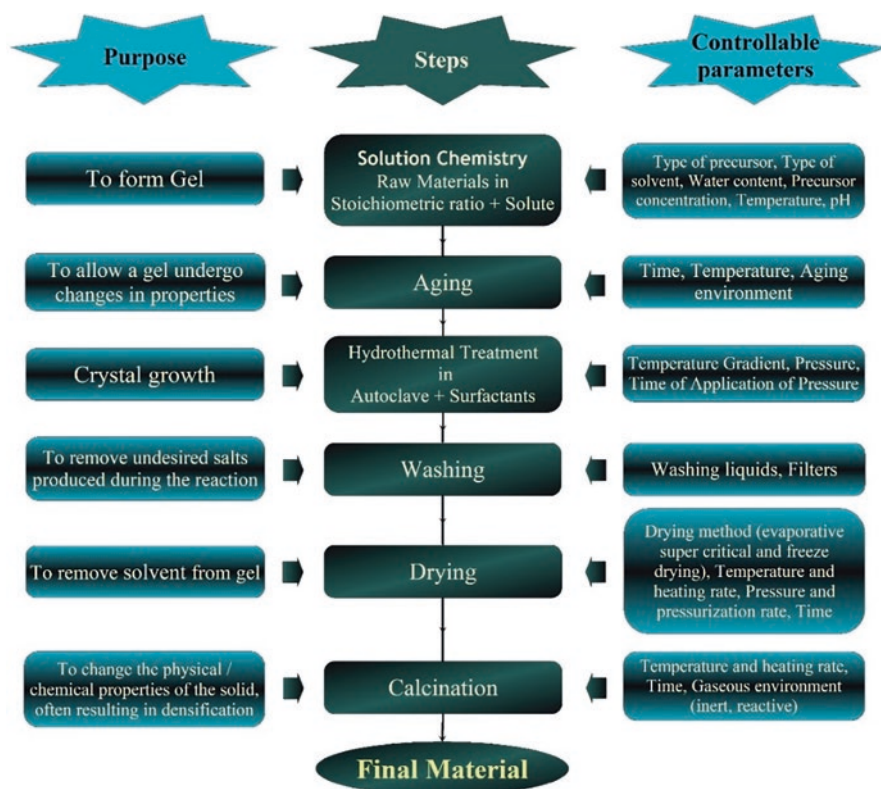 Purpose
Steps
Controllable
parameters
To form Gel
Solution Chemistry
Raw Materials in
Stoichiometric ratio + Solute
Type of precursor, Type of
solvent, Water content, Precursor
concentration, Temperature, pH
To allow a gel undergo
changes in properties
Aging
Time, Temperature, Aging
environment
Crystal growth
Hydrothermal Treatment
in
Autoclave + Surfactants
Temperature Gradient, Pressure,
Time of Application of Pressure
To remove undesired salts
produced during the reaction
Washing
Washing liquids, Filters
To remove solvent from gel
Drying
Drying method (evaporative
super critical and freeze
drying), Temperature and
heating rate, Pressure and
pressurization rate, Time
To change the physical /
chemical properties of the solid,
often resulting in densification
Calcination
Temperature and heating rate,
Time, Gaseous environment
(inert, reactive)
Final Material